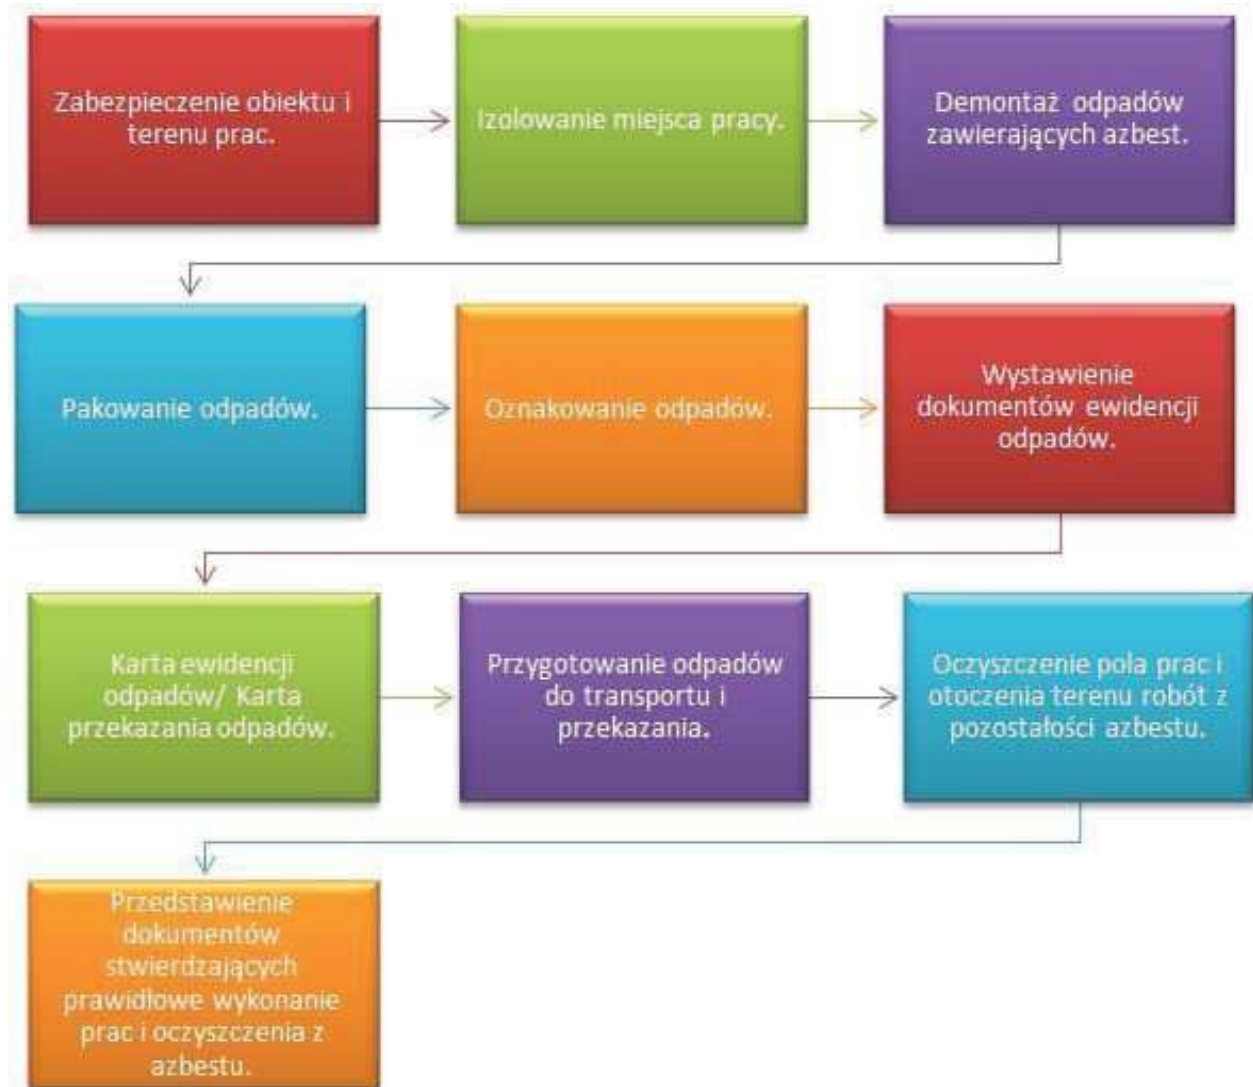 Zabezpieczenie obiektu i
terenu prac.
Izolowanie miejsca pracy.
Demontaż odpadów
zawierających azbest.
Pakowanie odpadów.
Oznakowanie odpadów.
Wystawienie
dokumentów ewidencji
odpadów.
Karta ewidencji
odpadów/ Karta
przekazania odpadów.
Przygotowanie odpadów
do transportu i
przekazania.
Oczyszczenie pola prac i
otoczenia terenu robót z
pozostałości azbestu.
Przedstawienie
dokumentów
stwierdzających
prawidłowe wykonanie
prac i oczyszczenia z
azbestu.